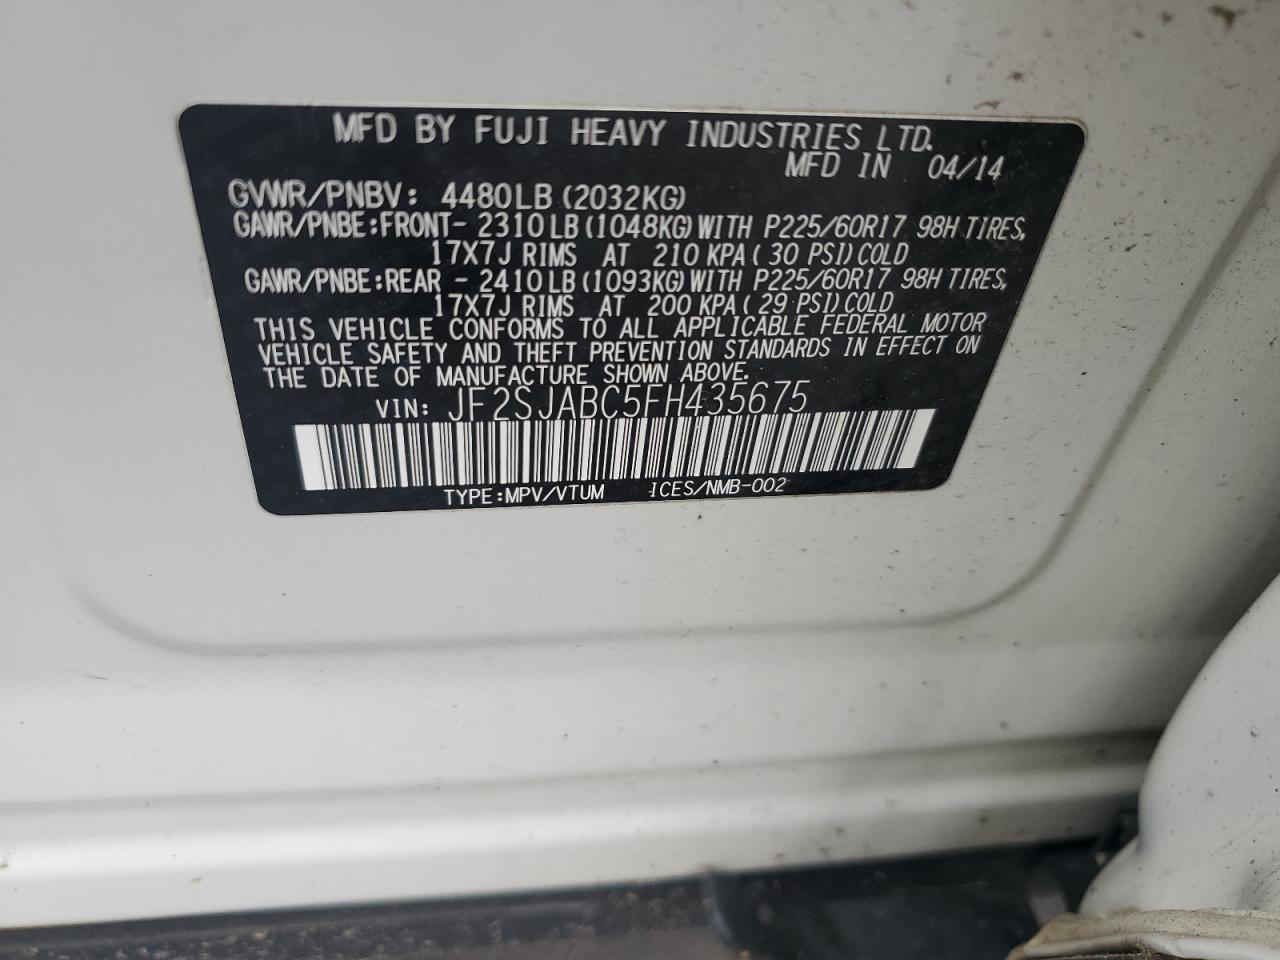 MFD BY FUJI HEAVY INDUSTRIES LTD.
MFD IN 04/14
GVWR/PNBV: 4480LB (2032KG)
GAWR/PNBE:FRONT- 2310LB(1048KG)WITH P225/60R17 98H TIRES,
17X7J RIMS AT 210 KPA( 30 PSI)COLD
GAWR/PNBE:REAR - 2410LB(1093KG)WITH P225/60R17 98H TIRES,
17X7J RIMS AT 200 KPA( 29 PSI)COLD
THIS VEHICLE CONFORMS TO ALL APPLICABLE FEDERAL MOTOR
VEHICLE SAFETY AND THEFT PREVENTION STANDARDS IN EFFECT ON
THE DATE OF MANUFACTURE SHOWN ABOVE.
VIN: JF2SJABC5FH435675
TYPE:MPV/VTUM ICES/NMB-002